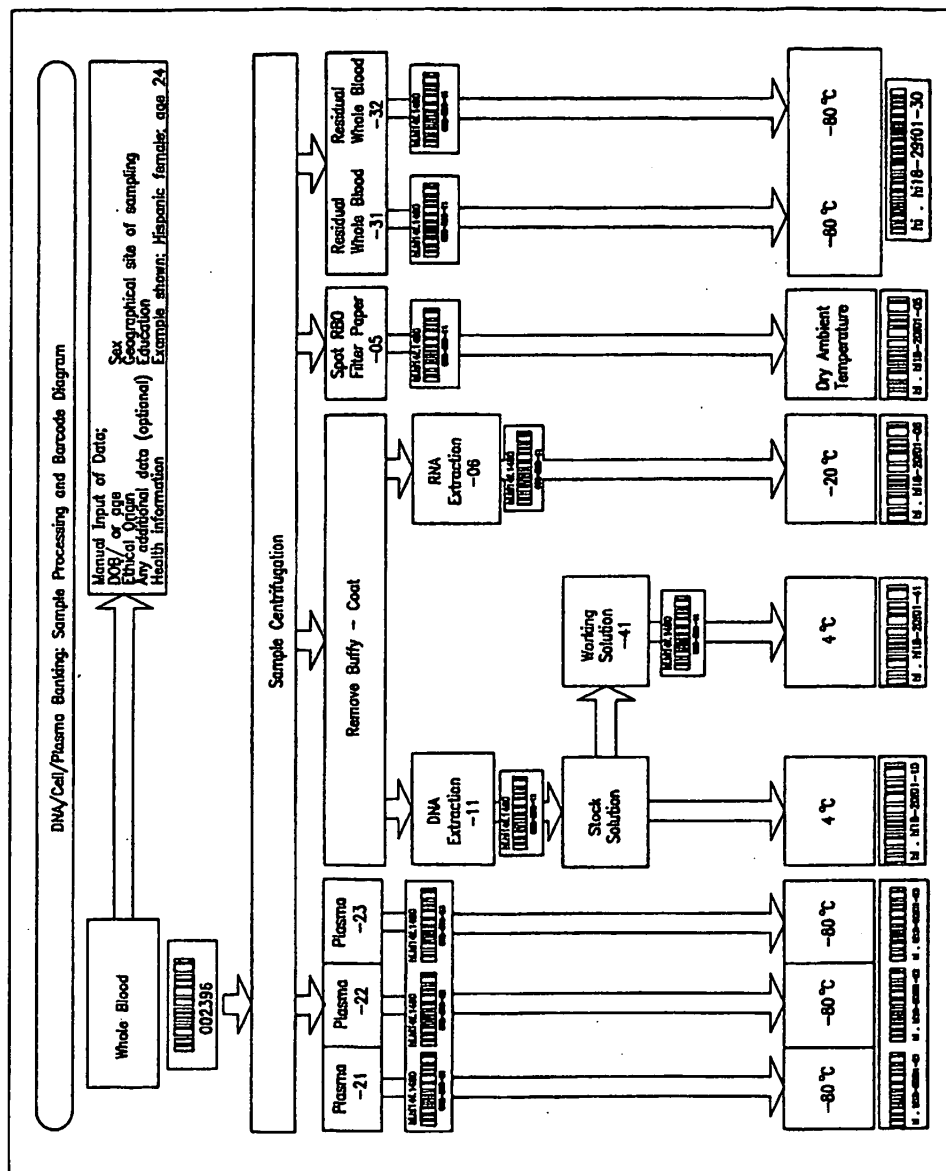 DNA/Cell/Plasma Banking; Sample Processing and Barcode Diagram
Whole Blood
002396
Manual Input of Data;
DOB/ or age
Ethical Origin
Any additional data (optional)
Health information
Sex
Geographical site of sampling
Education
Example shown; Hispanic female; age 24
Sample Centrifugation
Plasma
-21
Plasma
-22
Plasma
-23
Remove Buffy - Coat
Spot RBO
Filter Paper
-05
Residual
Whole Blood
-31
Residual
Whole Blood
-32
DNA
Extraction
-11
RNA
Extraction
-06
Stock
Solution
Working
Solution
-41
-80°C
-80°C
-80°C
4°C
4°C
-20°C
Dry Ambient
Temperature
-80°C
-80°C
hi . hi18-29f01-30